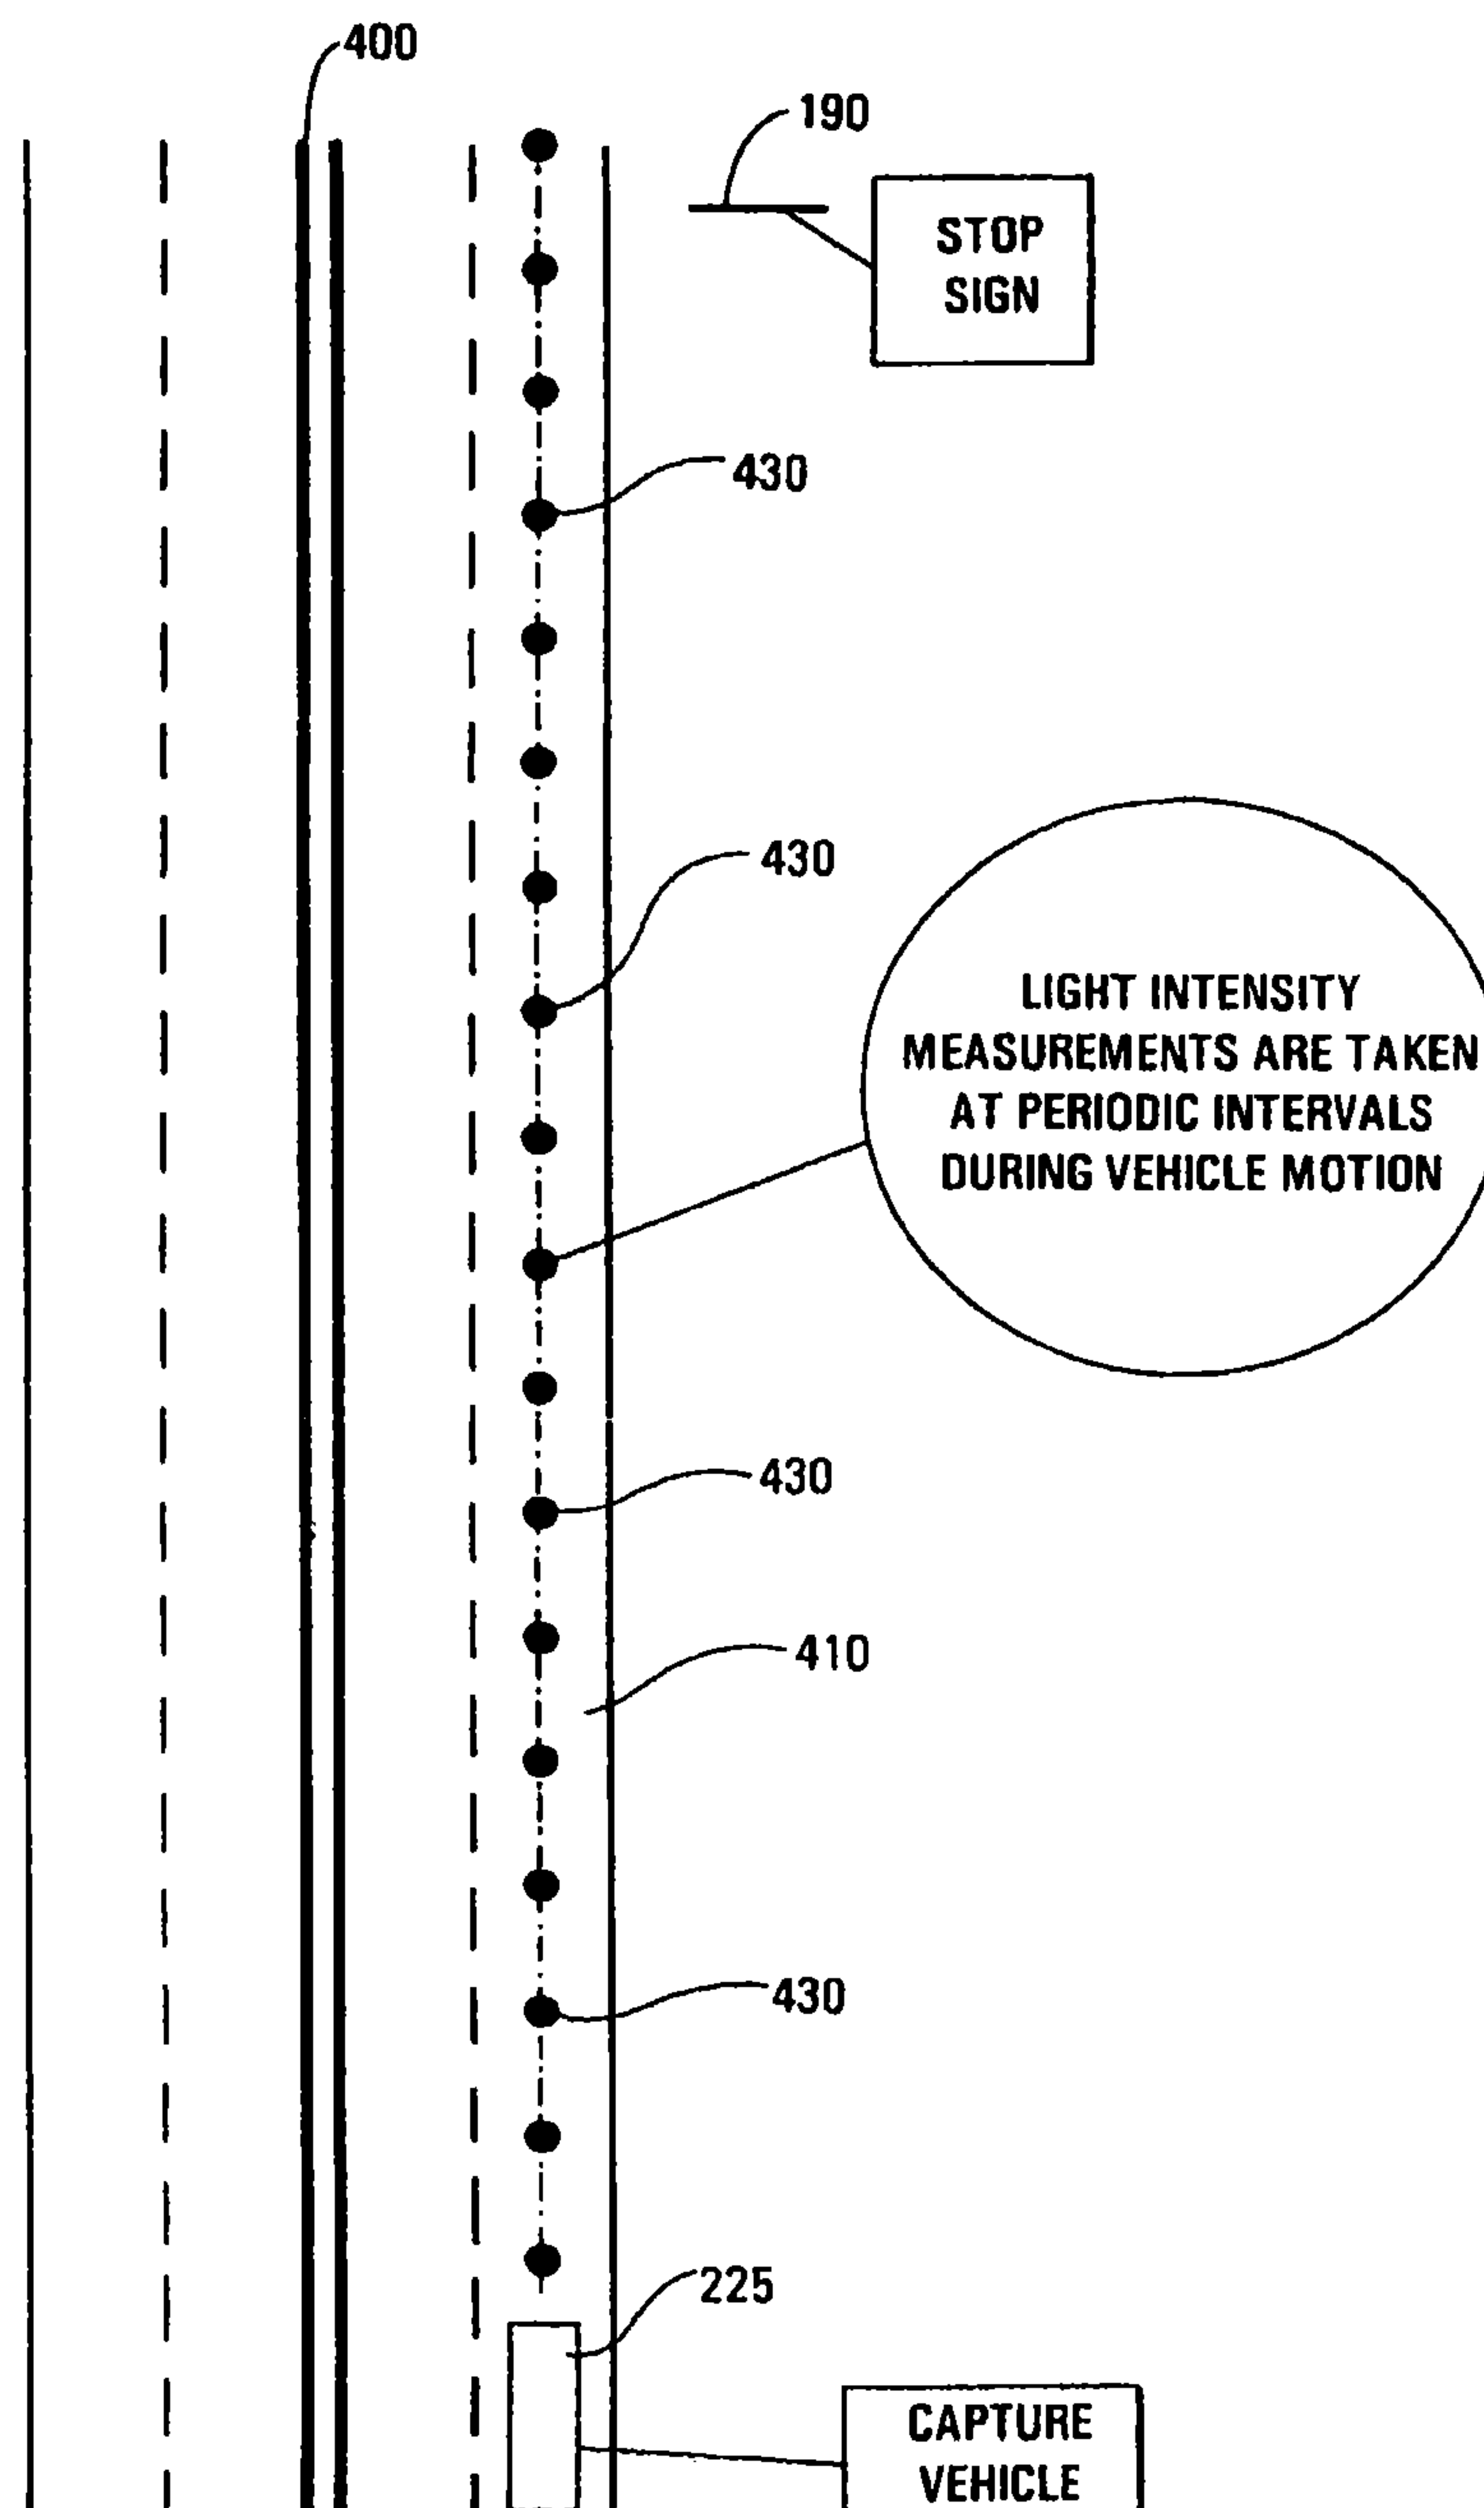 400
190
STOP
SIGN
430
430
LIGHT INTENSITY
MEASUREMENTS ARE TAKEN
AT PERIODIC INTERVALS
DURING VEHICLE MOTION
430
410
430
225
CAPTURE
VEHICLE